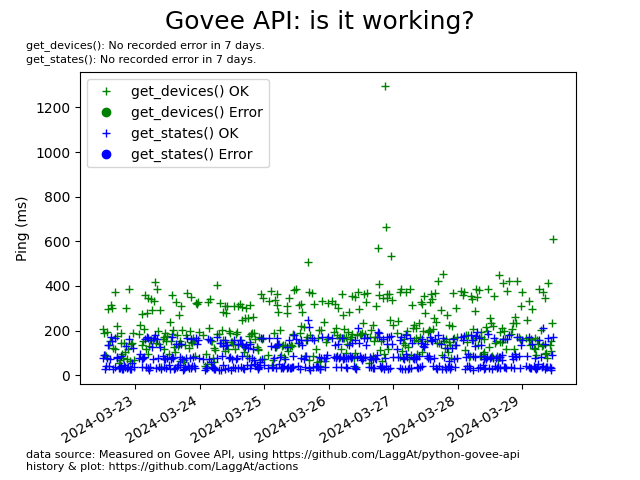 Govee API: is it working?
get_devices(): No recorded error in 7 days.
get_states(): No recorded error in 7 days.
get_devices() OK
get_devices() Error
get_states() OK
get_states() Error
1200
1000
800
600
400
200
0
Ping (ms)
2024-03-23
2024-03-24
2024-03-25
2024-03-26
2024-03-27
2024-03-28
2024-03-29
data source: Measured on Govee API, using https://github.com/LaggAt/python-govee-api
history & plot: https://github.com/LaggAt/actions